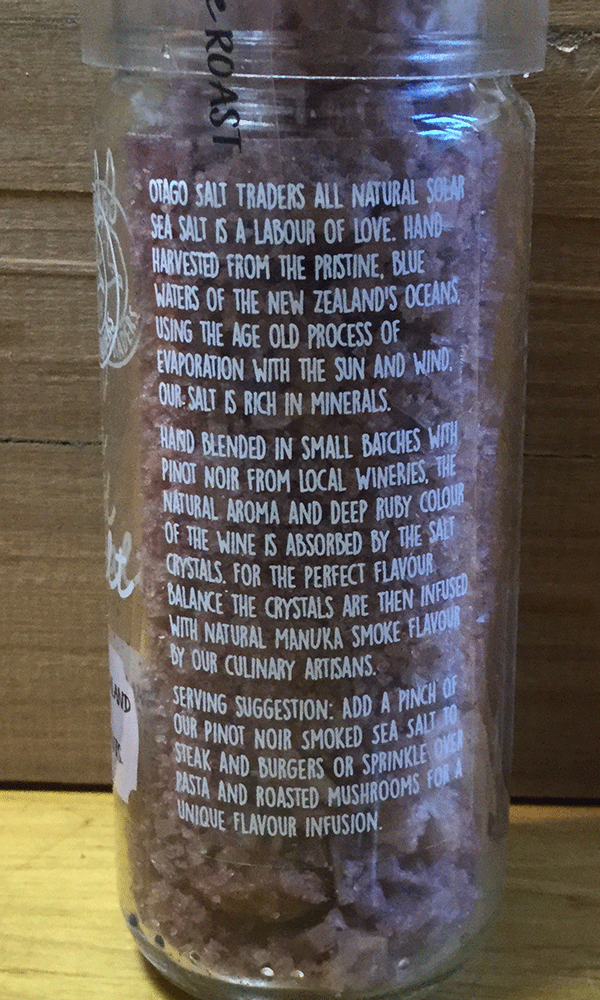 ROAST
OTAGO SALT TRADERS ALL NATURAL SOLAR
SEA SALT IS A LABOUR OF LOVE. HAND-
HARVESTED FROM THE PRISTINE, BLUE
WATERS OF THE NEW ZEALAND'S OCEANS,
USING THE AGE OLD PROCESS OF
EVAPORATION WITH THE SUN AND WIND.
OUR SALT IS RICH IN MINERALS.
HAND BLENDED IN SMALL BATCHES WITH
PINOT NOIR FROM LOCAL WINERIES, THE
NATURAL AROMA AND DEEP RUBY COLOUR
OF THE WINE IS ABSORBED BY THE SALT
CRYSTALS. FOR THE PERFECT FLAVOUR
BALANCE THE CRYSTALS ARE THEN INFUSED
WITH NATURAL MANUKA SMOKE FLAVOUR
BY OUR CULINARY ARTISANS.
SERVING SUGGESTION: ADD A PINCH OF
OUR PINOT NOIR SMOKED SEA SALT TO
STEAK AND BURGERS OR SPRINKLE OVER
PASTA AND ROASTED MUSHROOMS FOR A
UNIQUE FLAVOUR INFUSION.